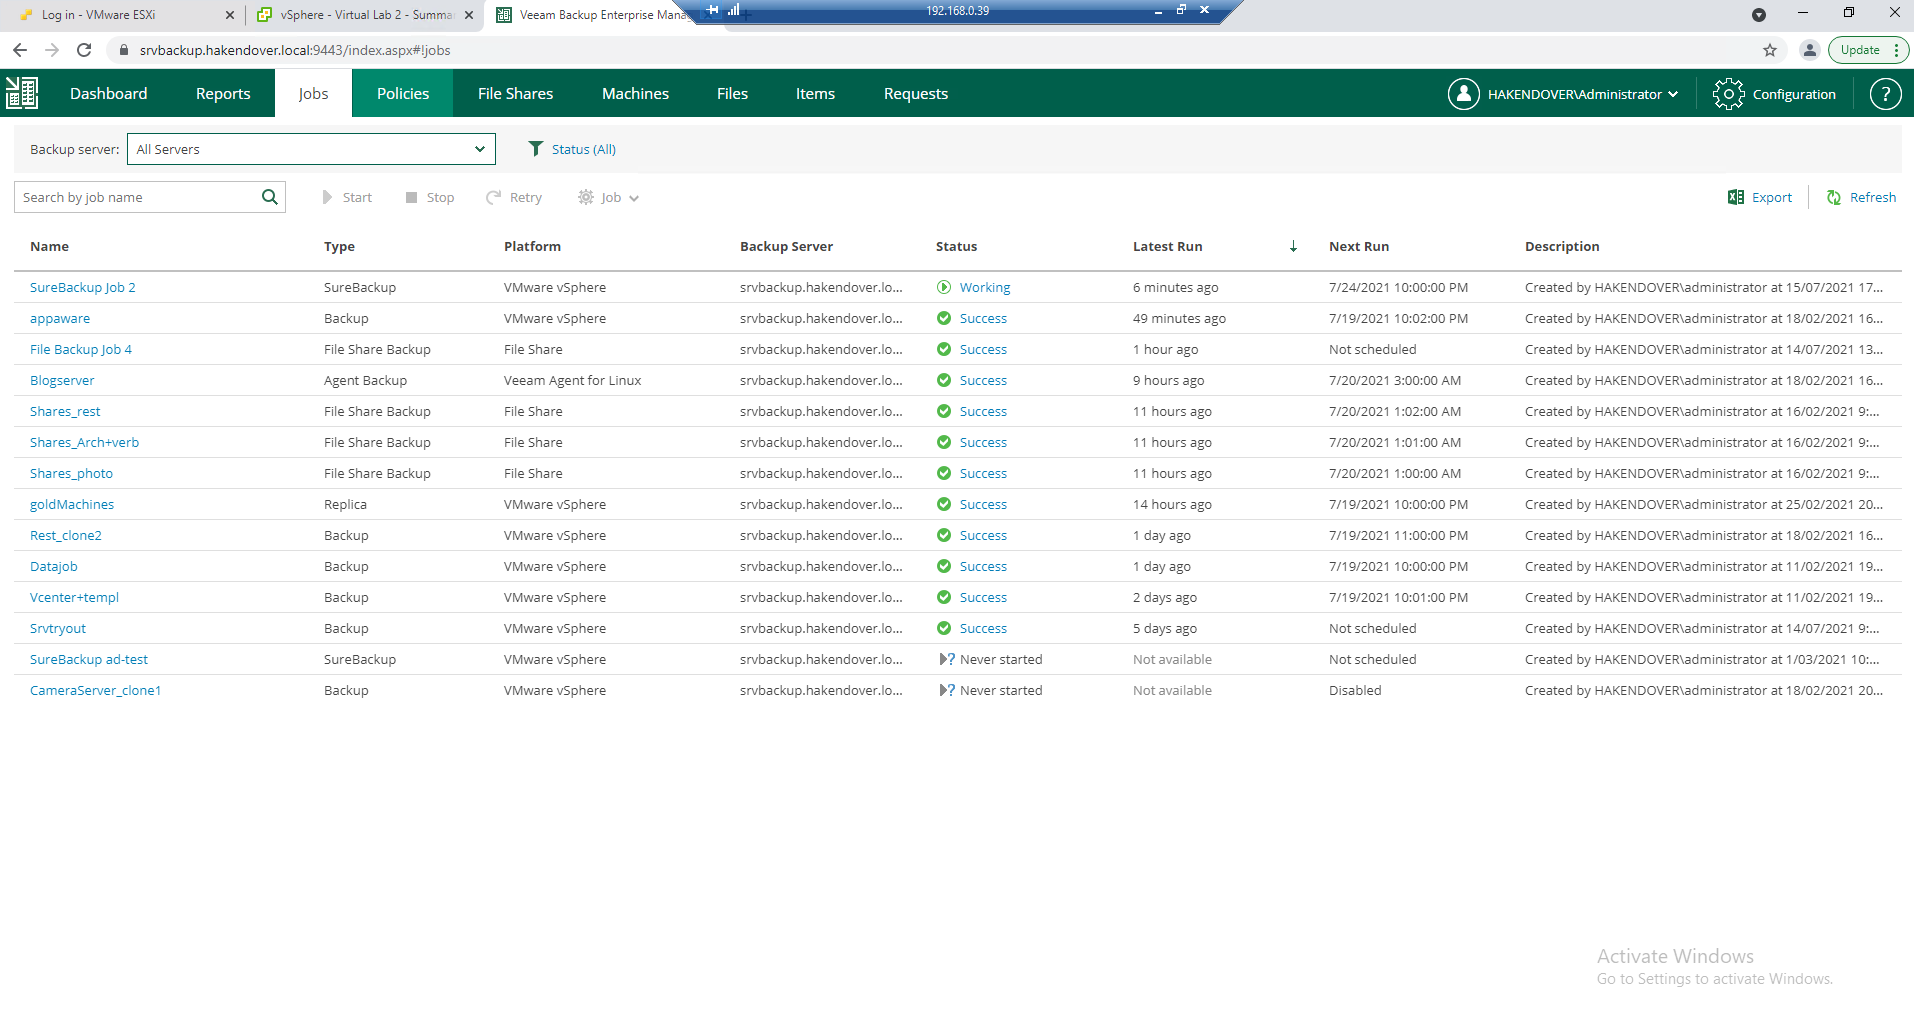 Log in - VMware ESXi
vSphere - Virtual Lab 2 - Summa
Veeam Backup Enterprise Mana
192.168.0.39
srvbackup.hakendover.local:9443/index.aspx#!jobs
Update
Dashboard Reports Jobs Policies File Shares Machines Files Items Requests HAKENDOVER\Administrator Configuration ?
Backup server: All Servers Status (All)
Search by job name Start Stop Retry Job Export Refresh
Name Type Platform Backup Server Status Latest Run Next Run Description
SureBackup Job 2 SureBackup VMware vSphere srvbackup.hakendover.lo... Working 6 minutes ago 7/24/2021 10:00:00 PM Created by HAKENDOVER\administrator at 15/07/2021 17...
appaware Backup VMware vSphere srvbackup.hakendover.lo... Success 49 minutes ago 7/19/2021 10:02:00 PM Created by HAKENDOVER\administrator at 18/02/2021 16...
File Backup Job 4 File Share Backup File Share srvbackup.hakendover.lo... Success 1 hour ago Not scheduled Created by HAKENDOVER\administrator at 14/07/2021 13...
Blogserver Agent Backup Veeam Agent for Linux srvbackup.hakendover.lo... Success 9 hours ago 7/20/2021 3:00:00 AM Created by HAKENDOVER\administrator at 18/02/2021 16...
Shares_rest File Share Backup File Share srvbackup.hakendover.lo... Success 11 hours ago 7/20/2021 1:02:00 AM Created by HAKENDOVER\administrator at 16/02/2021 9:...
Shares_Arch+verb File Share Backup File Share srvbackup.hakendover.lo... Success 11 hours ago 7/20/2021 1:01:00 AM Created by HAKENDOVER\administrator at 16/02/2021 9:...
Shares_photo File Share Backup File Share srvbackup.hakendover.lo... Success 11 hours ago 7/20/2021 1:00:00 AM Created by HAKENDOVER\administrator at 16/02/2021 9:...
goldMachines Replica VMware vSphere srvbackup.hakendover.lo... Success 14 hours ago 7/19/2021 10:00:00 PM Created by HAKENDOVER\administrator at 25/02/2021 20...
Rest_clone2 Backup VMware vSphere srvbackup.hakendover.lo... Success 1 day ago 7/19/2021 11:00:00 PM Created by HAKENDOVER\administrator at 18/02/2021 16...
Datajob Backup VMware vSphere srvbackup.hakendover.lo... Success 1 day ago 7/19/2021 10:00:00 PM Created by HAKENDOVER\administrator at 11/02/2021 19...
Vcenter+templ Backup VMware vSphere srvbackup.hakendover.lo... Success 2 days ago 7/19/2021 10:01:00 PM Created by HAKENDOVER\administrator at 11/02/2021 19...
Srvtryout Backup VMware vSphere srvbackup.hakendover.lo... Success 5 days ago Not scheduled Created by HAKENDOVER\administrator at 14/07/2021 9:...
SureBackup ad-test SureBackup VMware vSphere srvbackup.hakendover.lo... Never started Not available Not scheduled Created by HAKENDOVER\administrator at 1/03/2021 10:...
CameraServer_clone1 Backup VMware vSphere srvbackup.hakendover.lo... Never started Not available Disabled Created by HAKENDOVER\administrator at 18/02/2021 20...
Activate Windows
Go to Settings to activate Windows.